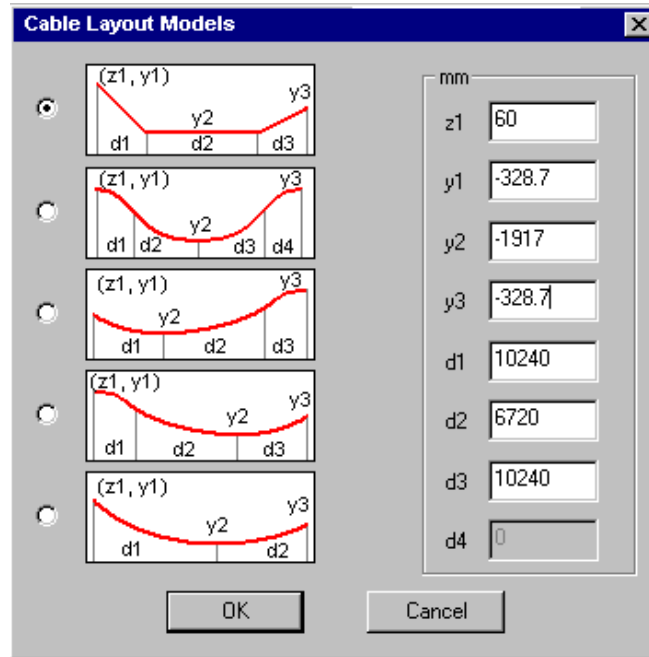 Cable Layout Models
(z1, y1)
y3
y2
d1 d2 d3
(z1, y1) y3
y2
d1 d2 d3 d4
(z1, y1) y3
y2
d1 d2 d3
(z1, y1)
y3
y2
d1 d2 d3
(z1, y1)
y3
y2
d1 d2
mm
z1 60
y1 -328.7
y2 -1917
y3 -328.7
d1 10240
d2 6720
d3 10240
d4 0
OK Cancel